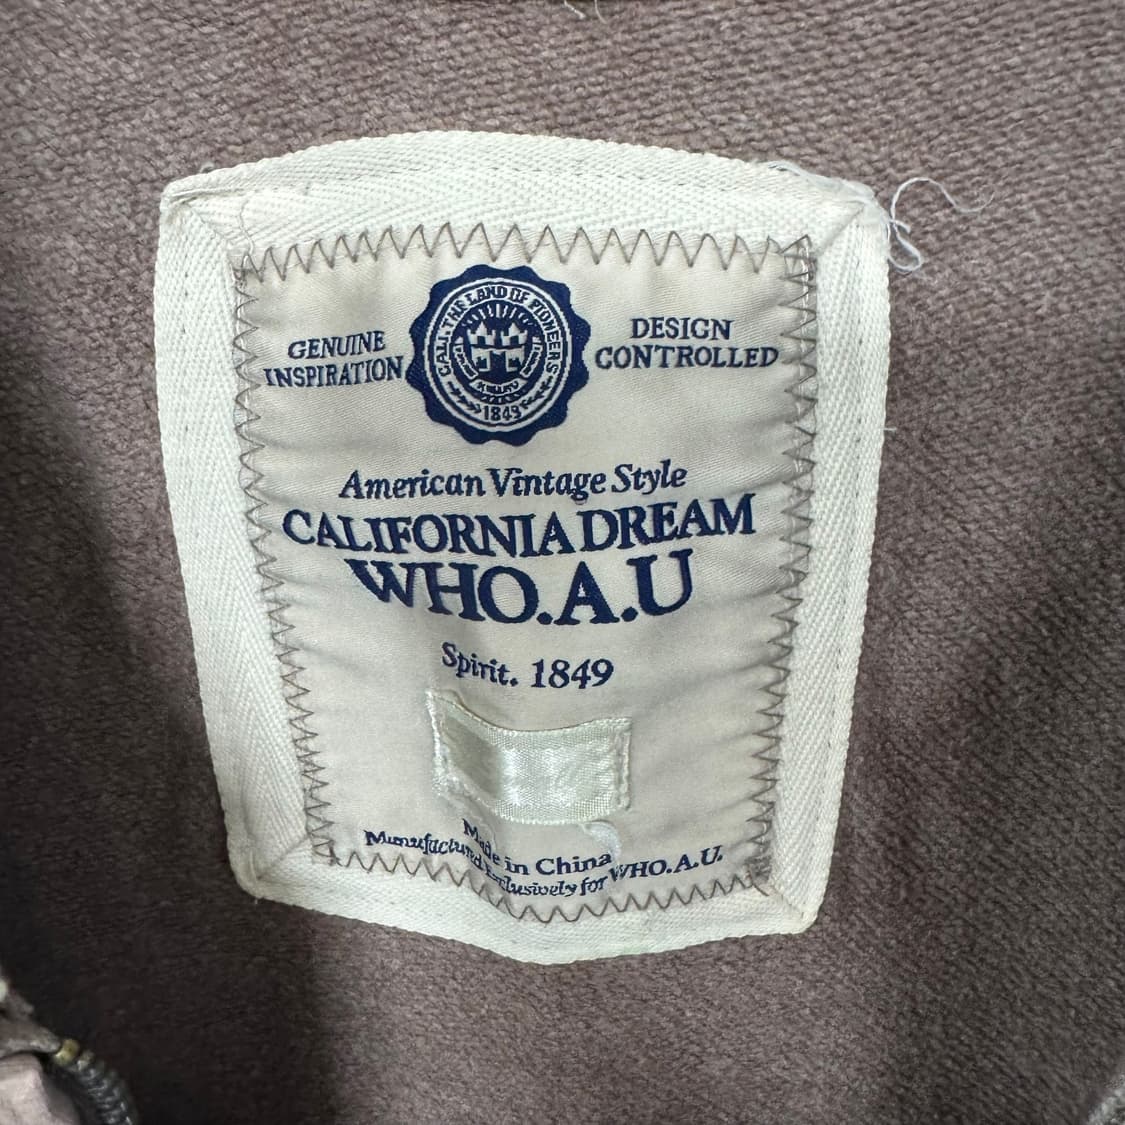 GENUINE
INSPIRATION
CALI. THE LAND OF PIONEERS
1849
DESIGN
CONTROLLED
American Vintage Style
CALIFORNIA DREAM
WHO.A.U
Spirit. 1849
Made in China
Manufactured Exclusively for WHO.A.U.